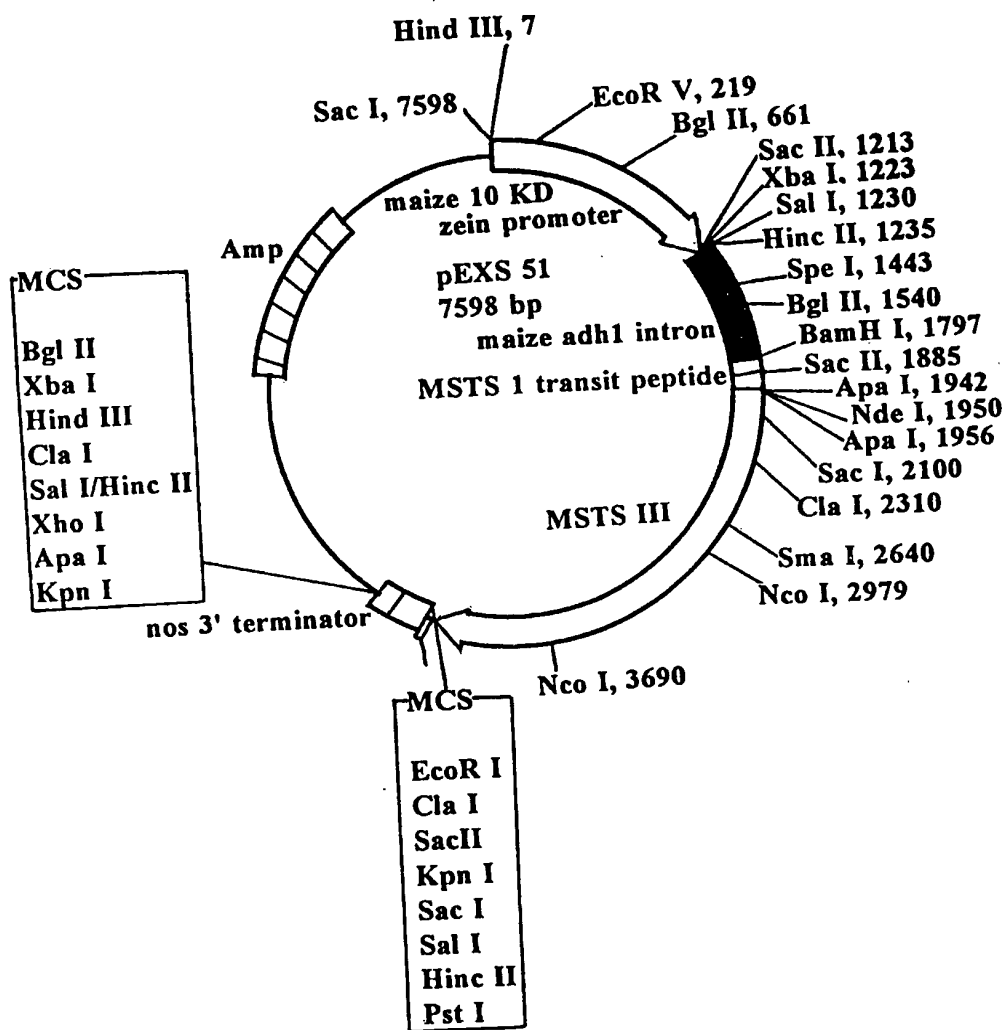 Hind III, 7
Sac I, 7598
EcoR V, 219
Bgl II, 661
Sac II, 1213
Xba I, 1223
Sal I, 1230
Hinc II, 1235
Spe I, 1443
Bgl II, 1540
BamH I, 1797
Sac II, 1885
Apa I, 1942
Nde I, 1950
Apa I, 1956
Sac I, 2100
Cla I, 2310
Sma I, 2640
Nco I, 2979
Nco I, 3690
maize 10 KD
zein promoter
pEXS 51
7598 bp
maize adh1 intron
MSTS 1 transit peptide
MSTS III
Amp
MCS
Bgl II
Xba I
Hind III
Cla I
Sal I/Hinc II
Xho I
Apa I
Kpn I
nos 3' terminator
MCS
EcoR I
Cla I
SacII
Kpn I
Sac I
Sal I
Hinc II
Pst I